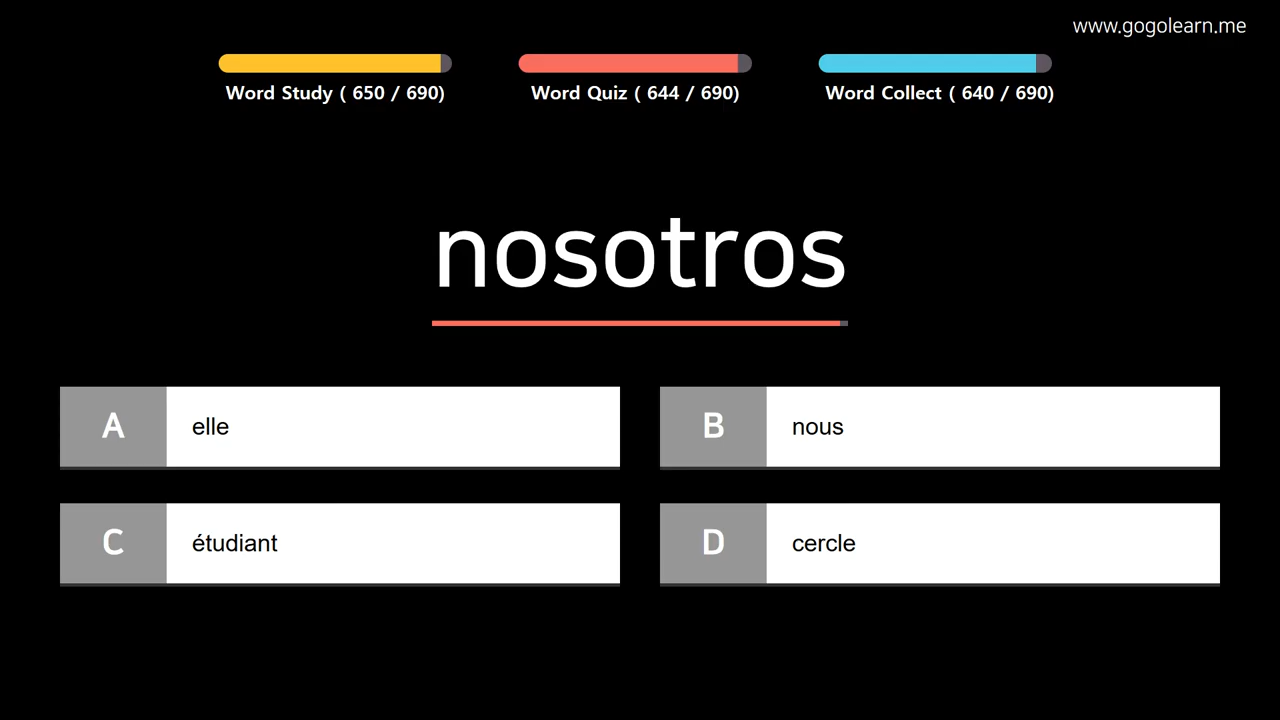 www.gogolearn.me
Word Study ( 650 / 690)
Word Quiz ( 644 / 690)
Word Collect ( 640 / 690)
nosotros
A elle
B nous
C étudiant
D cercle